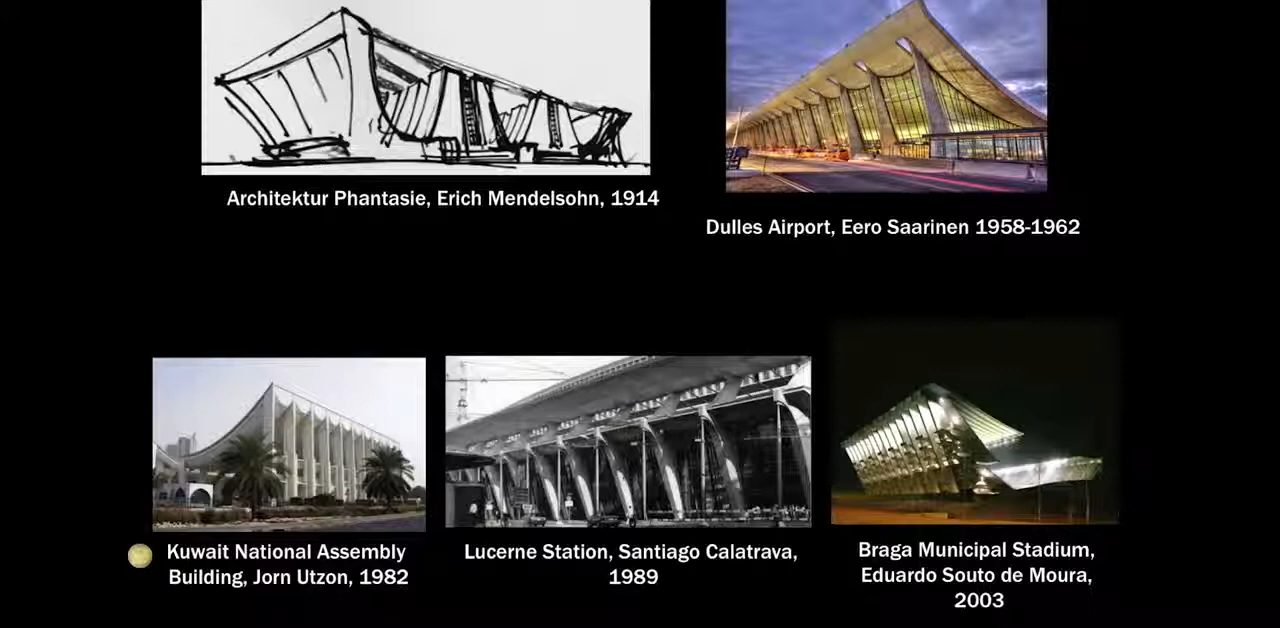 Architektur Phantasie, Erich Mendelsohn, 1914
Dulles Airport, Eero Saarinen 1958-1962
Kuwait National Assembly
Building, Jorn Utzon, 1982
Lucerne Station, Santiago Calatrava,
1989
Braga Municipal Stadium,
Eduardo Souto de Moura,
2003